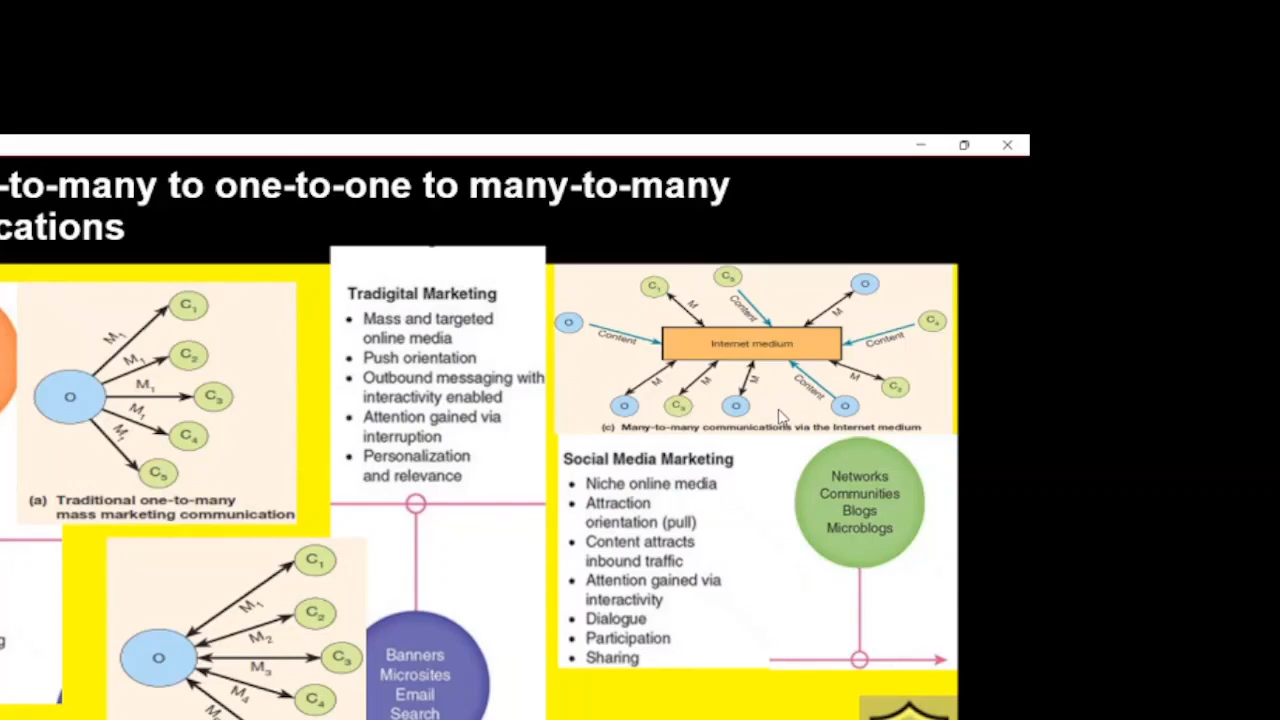 -to-many to one-to-one to many-to-many
cations
C1
M1
C2
M1
O
M1
C3
M1
C4
M1
C5
(a) Traditional one-to-many
mass marketing communication
Tradigital Marketing
• Mass and targeted
online media
• Push orientation
• Outbound messaging with
interactivity enabled
• Attention gained via
interruption
• Personalization
and relevance
C5
C1
O
M
Content
M
O
Content
C4
Content
Internet medium
M
M
M
Content
M
O
C3
O
O
(c) Many-to-many communications via the Internet medium
Social Media Marketing
• Niche online media
• Attraction
orientation (pull)
• Content attracts
inbound traffic
• Attention gained via
interactivity
• Dialogue
• Participation
• Sharing
Networks
Communities
Blogs
Microblogs
C1
M1
C2
M2
O
C3
M3
M4
C4
Banners
Microsites
Email
Search